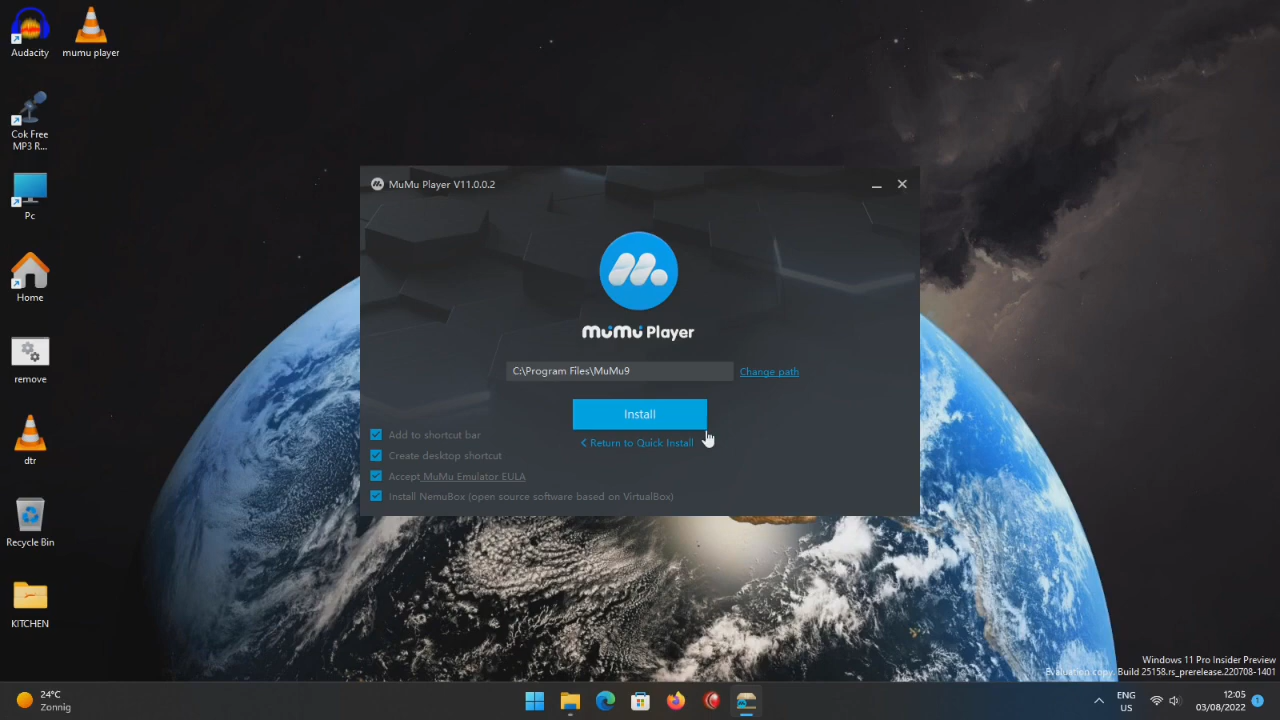 Audacity
mumu player
Cok Free
MP3 R...
Pc
Home
remove
dtr
Recycle Bin
KITCHEN
MuMu Player V11.0.0.2
MuMu Player
C:\Program Files\MuMu9
Change path
Install
< Return to Quick Install
Add to shortcut bar
Create desktop shortcut
Accept MuMu Emulator EULA
Install NemuBox (open source software based on VirtualBox)
Windows 11 Pro Insider Preview
Evaluation copy. Build 25158.rs_prerelease.220708-1401
24°C
Zonnig
ENG
US
12:05
03/08/2022
1